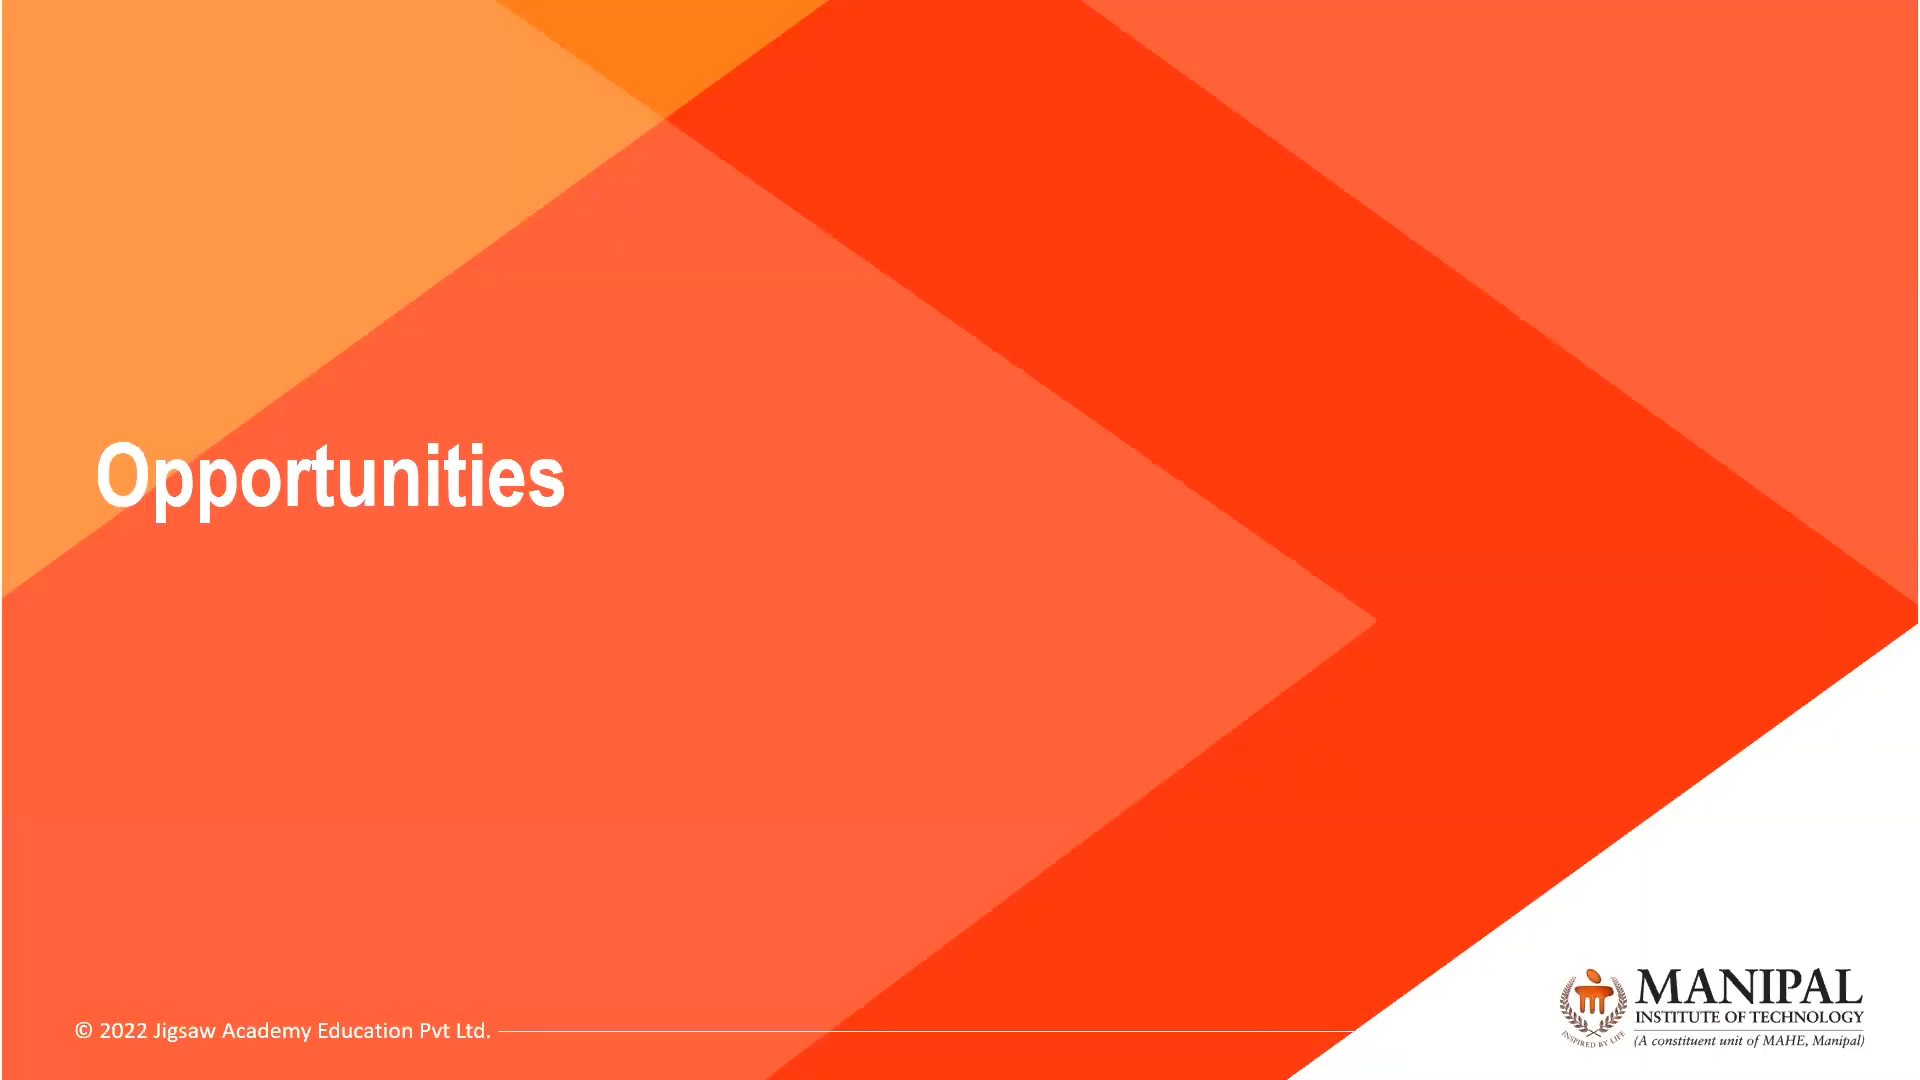 Opportunities
© 2022 Jigsaw Academy Education Pvt Ltd.
MANIPAL
INSTITUTE OF TECHNOLOGY
(A constituent unit of MAHE, Manipal)
INSPIRED BY LIFE